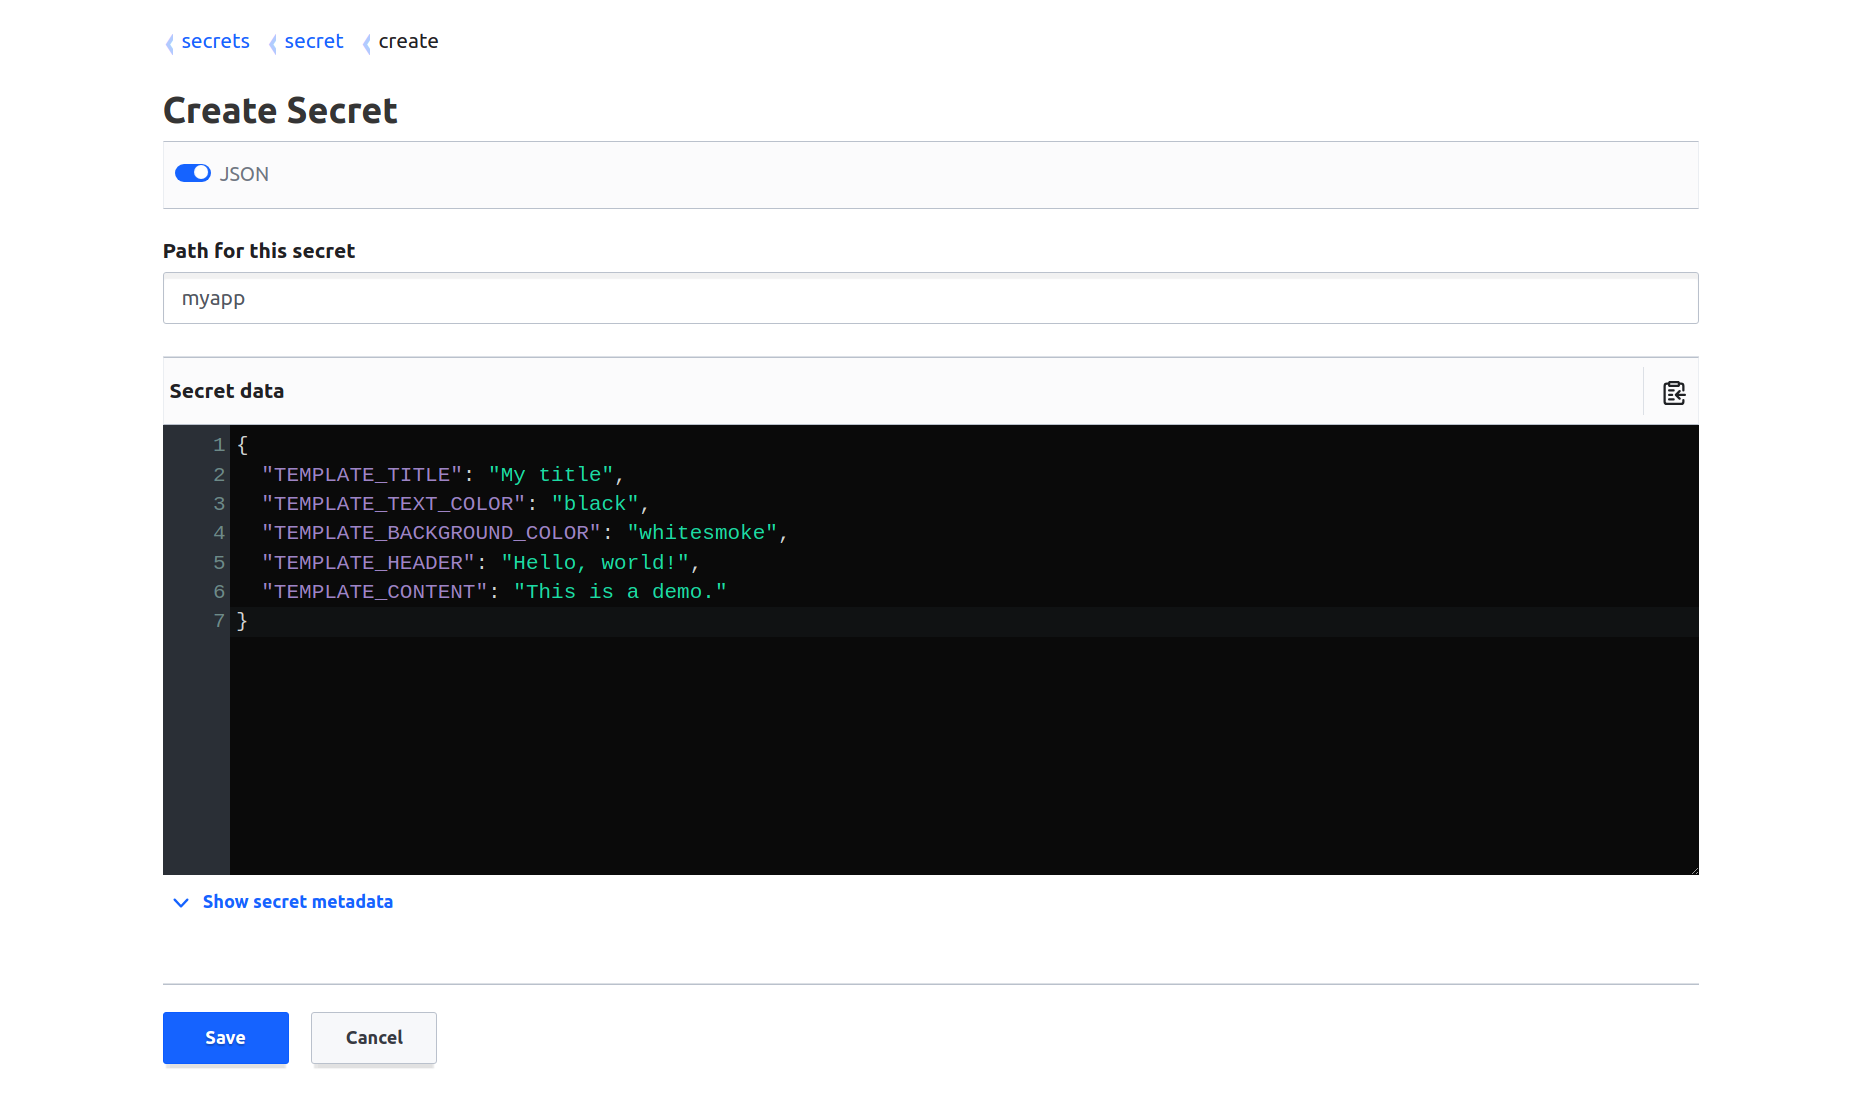 secrets secret create
Create Secret
JSON
Path for this secret
myapp
Secret data
1 {
2   "TEMPLATE_TITLE": "My title",
3   "TEMPLATE_TEXT_COLOR": "black",
4   "TEMPLATE_BACKGROUND_COLOR": "whitesmoke",
5   "TEMPLATE_HEADER": "Hello, world!",
6   "TEMPLATE_CONTENT": "This is a demo."
7 }
Show secret metadata
Save Cancel